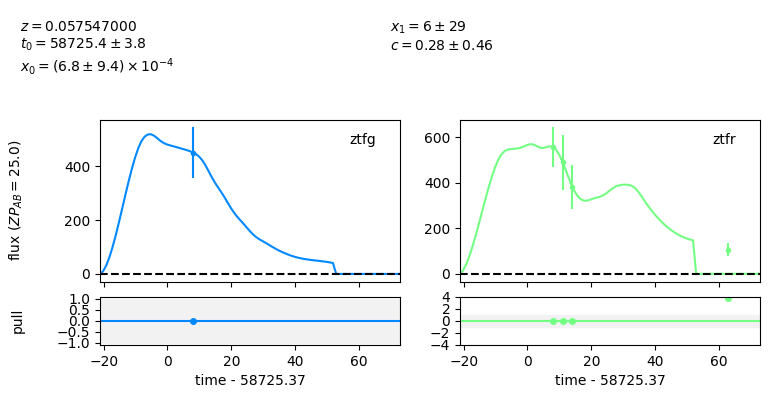 z = 0.057547000
t₀ = 58725.4 ± 3.8
x₀ = (6.8 ± 9.4) × 10⁻⁴
x₁ = 6 ± 29
c = 0.28 ± 0.46
flux (ZP_AB = 25.0)
400
200
0
ztfg
600
400
200
0
ztfr
pull
1.0
0.5
0.0
−0.5
−1.0
4
2
0
−2
−4
−20 0 20 40 60
−20 0 20 40 60
time - 58725.37
time - 58725.37